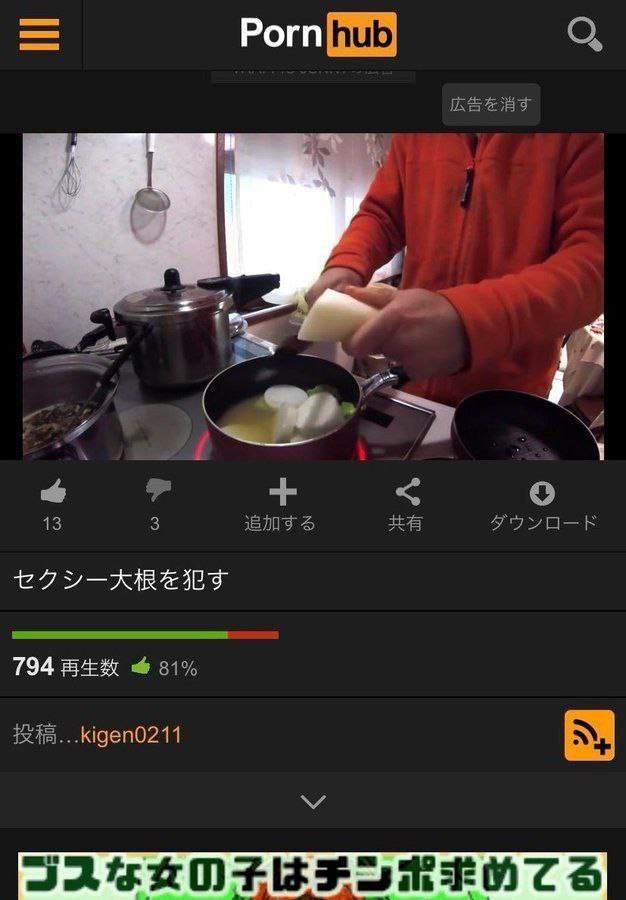 Porn hub
広告を消す
13
3
追加する
共有
ダウンロード
セクシー大根を犯す
794 再生数 81%
投稿…kigen0211
ブスな女の子はチンポ求めてる